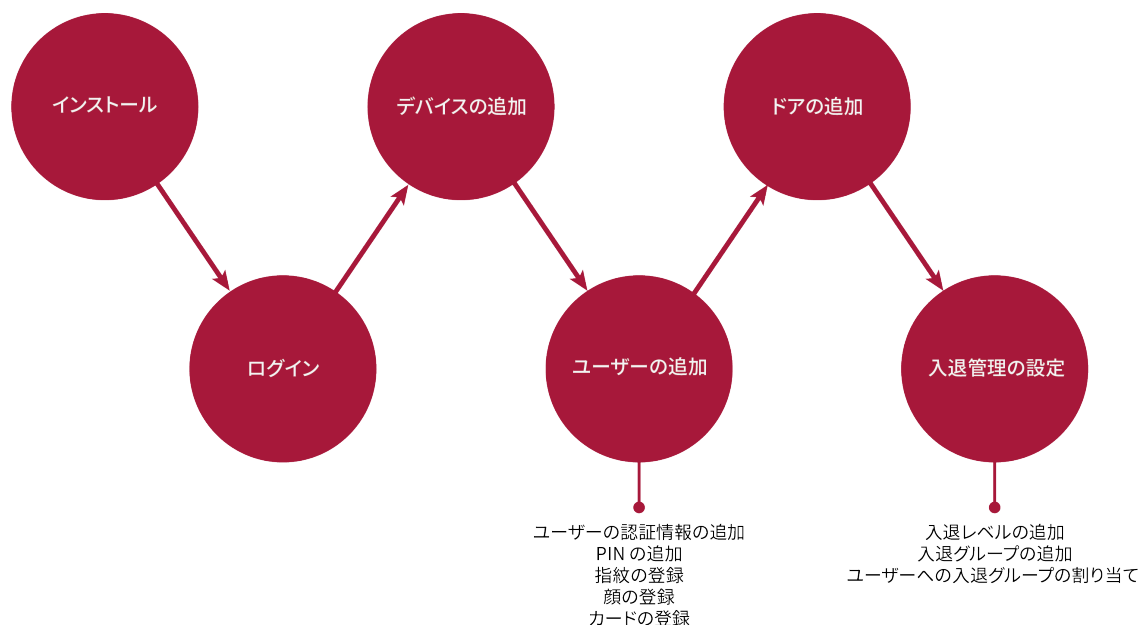 インストール
デバイスの追加
ドアの追加
ログイン
ユーザーの追加
入退管理の設定
ユーザーの認証情報の追加
PIN の追加
指紋の登録
顔の登録
カードの登録
入退レベルの追加
入退グループの追加
ユーザーへの入退グループの割り当て